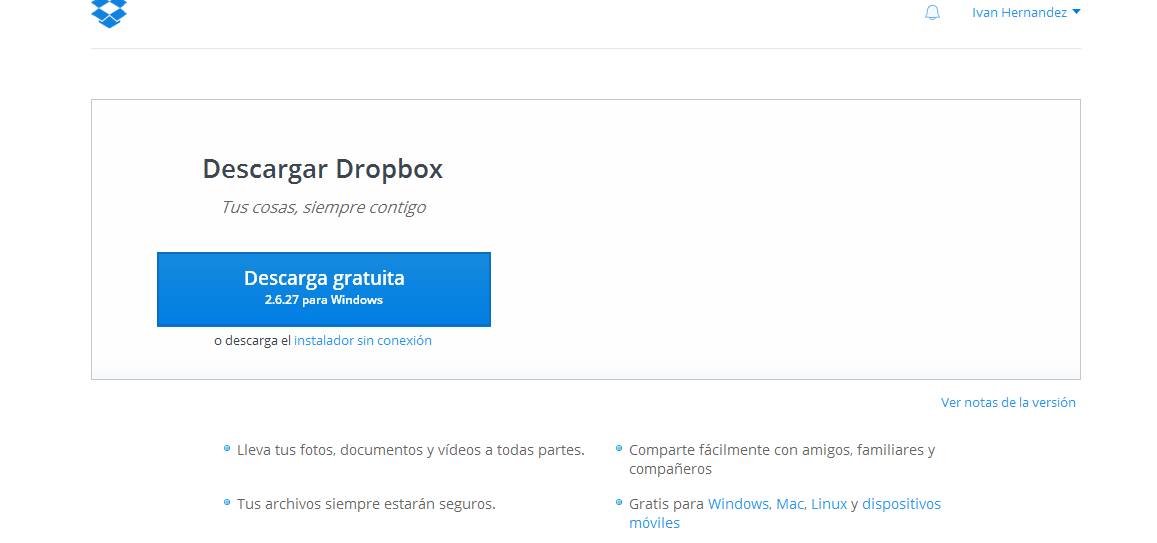 Ivan Hernandez
Descargar Dropbox
Tus cosas, siempre contigo
Descarga gratuita
2.6.27 para Windows
o descarga el instalador sin conexión
Ver notas de la versión
Lleva tus fotos, documentos y vídeos a todas partes.
Comparte fácilmente con amigos, familiares y
compañeros
Tus archivos siempre estarán seguros.
Gratis para Windows, Mac, Linux y dispositivos
móviles